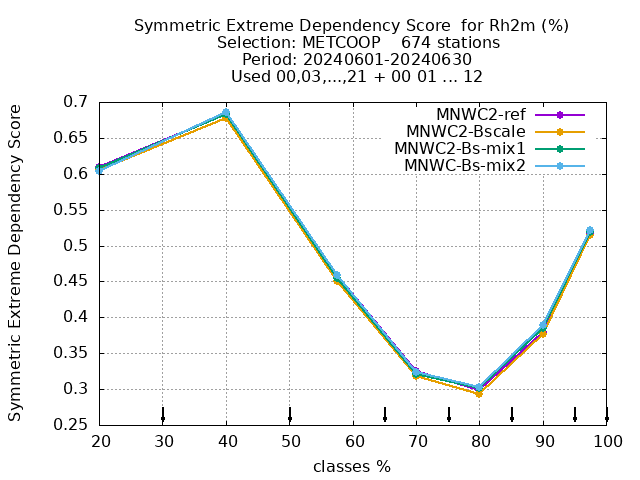 Symmetric Extreme Dependency Score  for Rh2m (%)
Selection: METCOOP    674 stations
Period: 20240601-20240630
Used 00,03,...,21 + 00 01 ... 12
Symmetric Extreme Dependency Score
0.7
0.65
0.6
0.55
0.5
0.45
0.4
0.35
0.3
0.25
MNWC2-ref
MNWC2-Bscale
MNWC2-Bs-mix1
MNWC-Bs-mix2
20 30 40 50 60 70 80 90 100
classes %